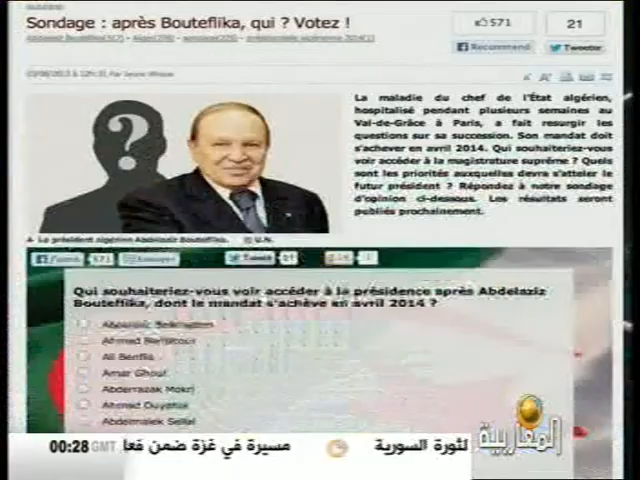 Sondage : après Bouteflika, qui ? Votez !
571
21
Recommend
Tweeter
La maladie du chef de l'État algérien,
hospitalisé pendant plusieurs semaines au
Val-de-Grâce à Paris, a fait resurgir les
questions sur sa succession. Son mandat doit
s'achever en avril 2014. Qui souhaiteriez-vous
voir accéder à la magistrature suprême ? Quels
sont les priorités auxquelles devra s'atteler le
futur président ? Répondez à notre sondage
d'opinion ci-dessous. Les résultats seront
publiés prochainement.
?
Le président algérien Abdelaziz Bouteflika.
571
Qui souhaiteriez-vous voir accéder à la présidence après Abdelaziz
Bouteflika, dont le mandat s'achève en avril 2014 ?
Ali Benflis
Amar Ghoul
Abderrazak Mokri
Abdelmalek Sellal
المغاربية
00:28 GMT
لثورة السورية
مسيرة في غزة ضمن فعا